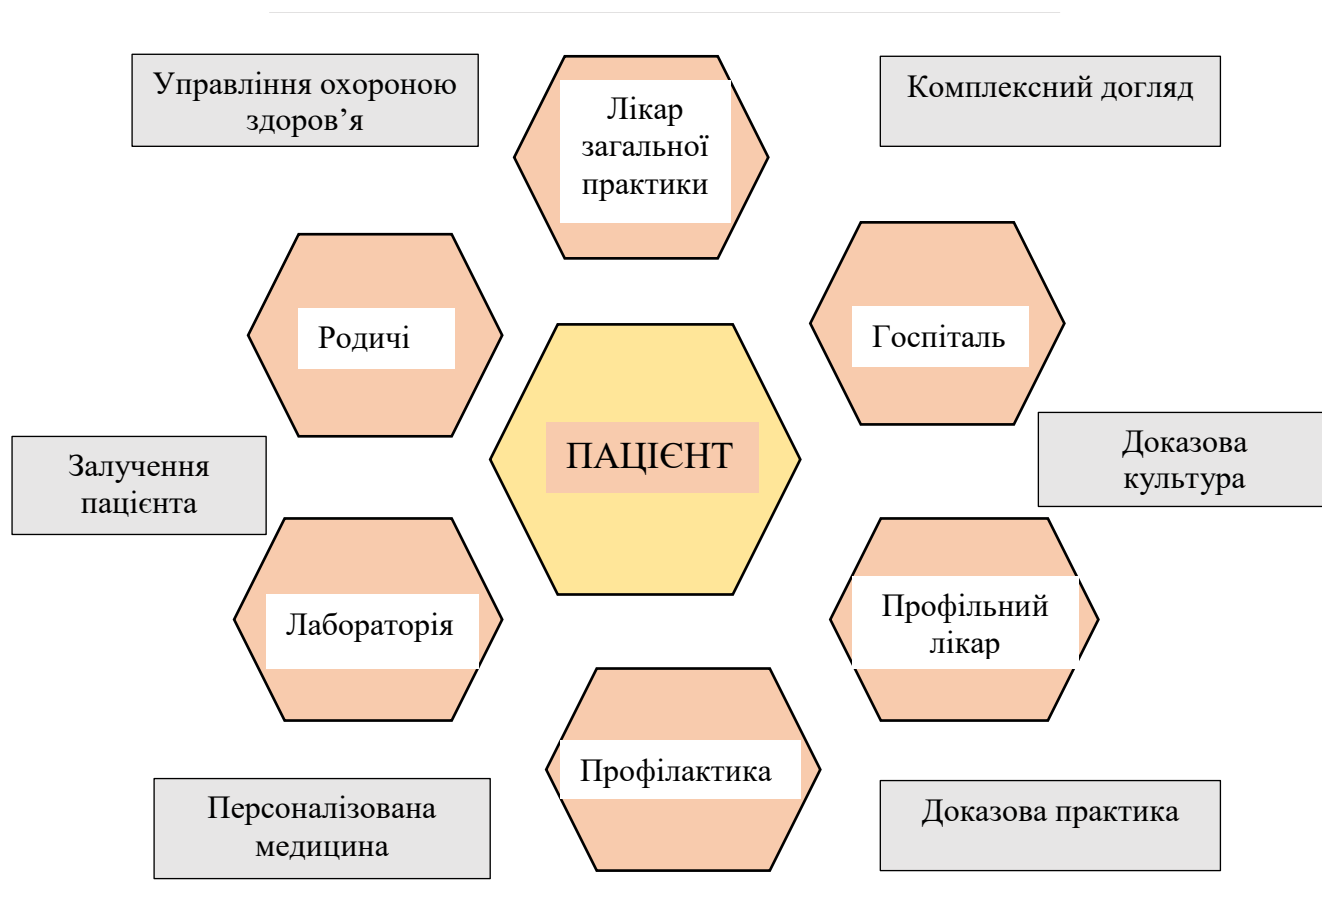 Управління охороною
здоров’я
Лікар
загальної
практики
Комплексний догляд
Родичі
Госпіталь
ПАЦІЄНТ
Залучення
пацієнта
Доказова
культура
Лабораторія
Профільний
лікар
Профілактика
Персоналізована
медицина
Доказова практика